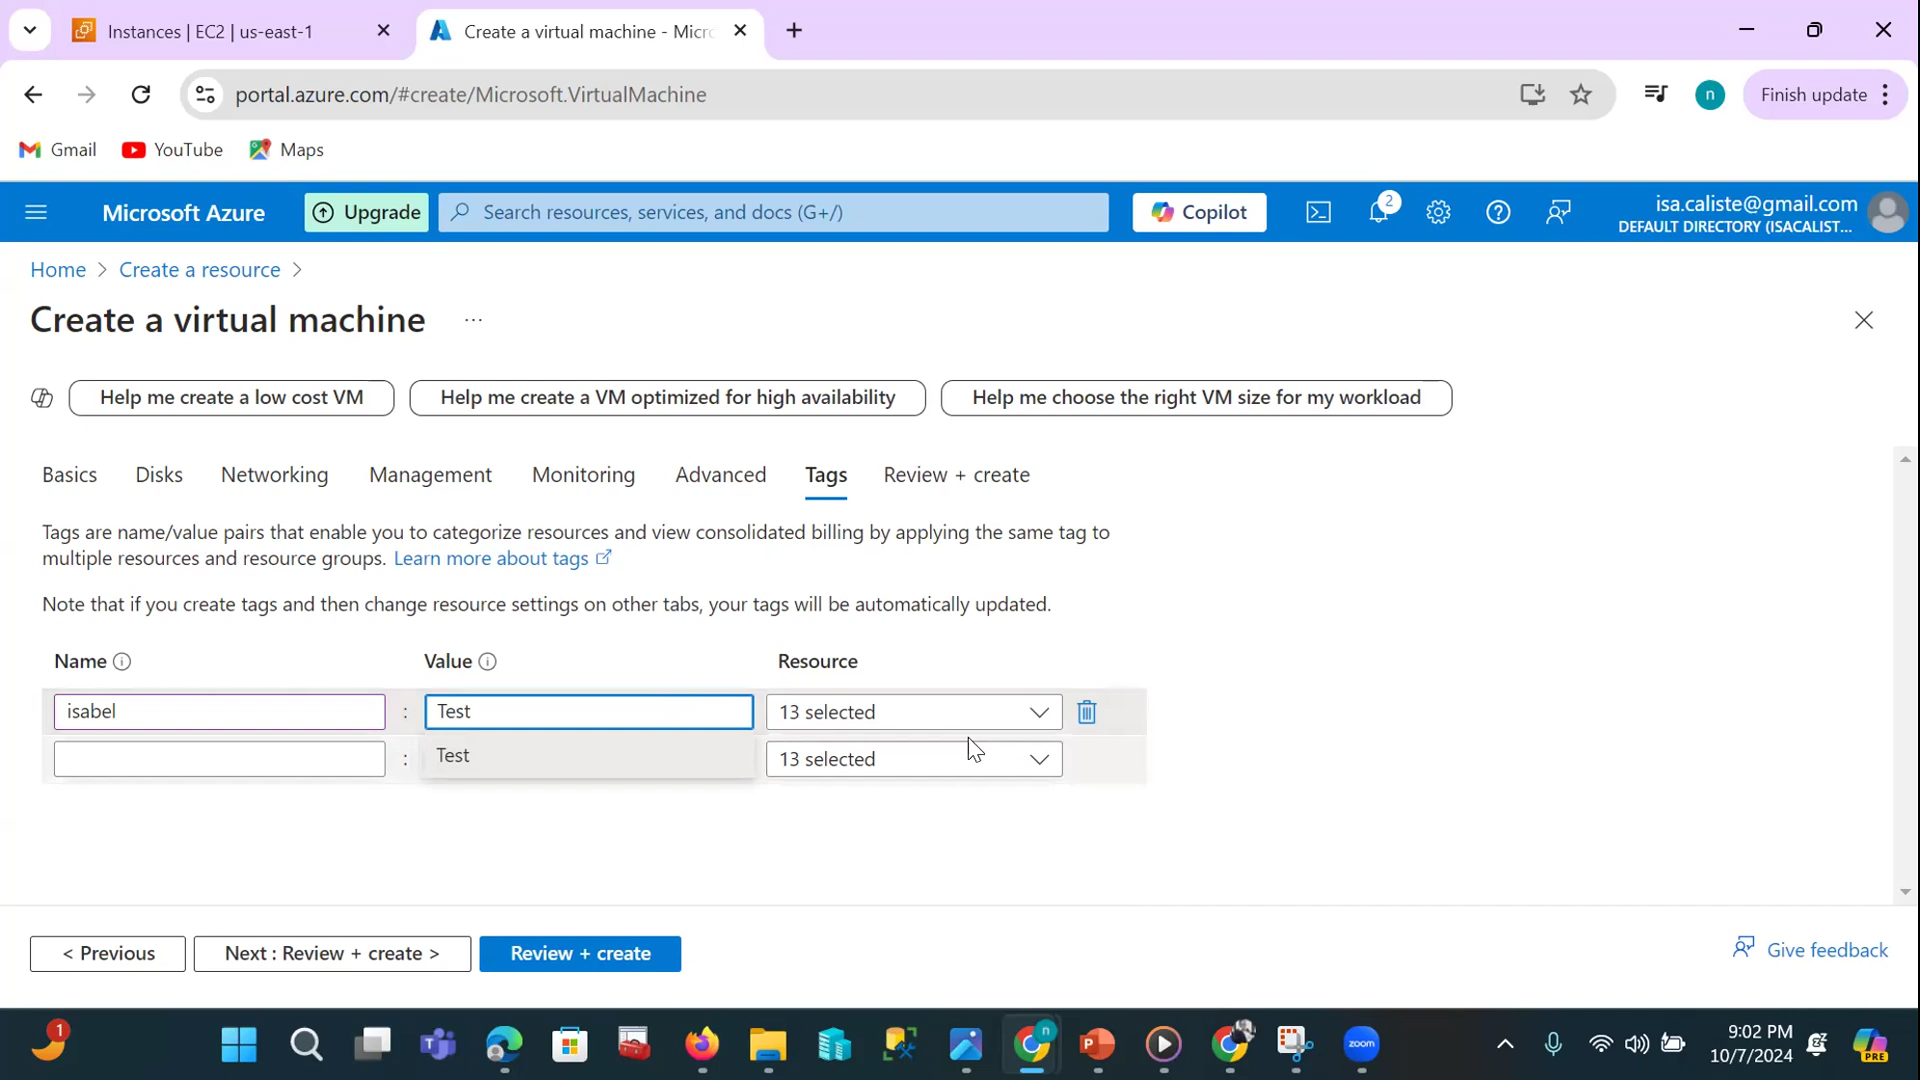 Instances | EC2 | us-east-1
Create a virtual machine - Micro
portal.azure.com/#create/Microsoft.VirtualMachine
n
Finish update
Gmail
YouTube
Maps
Microsoft Azure
Upgrade
Search resources, services, and docs (G+/)
Copilot
2
isa.caliste@gmail.com
DEFAULT DIRECTORY (ISACALIST...
Home > Create a resource >
Create a virtual machine ...
Help me create a low cost VM
Help me create a VM optimized for high availability
Help me choose the right VM size for my workload
Basics Disks Networking Management Monitoring Advanced Tags Review + create
Tags are name/value pairs that enable you to categorize resources and view consolidated billing by applying the same tag to
multiple resources and resource groups. Learn more about tags
Note that if you create tags and then change resource settings on other tabs, your tags will be automatically updated.
Name Value Resource
isabel : Test 13 selected
: Test 13 selected
< Previous
Next : Review + create >
Review + create
Give feedback
1
n
P
zoom
9:02 PM
10/7/2024
PRE